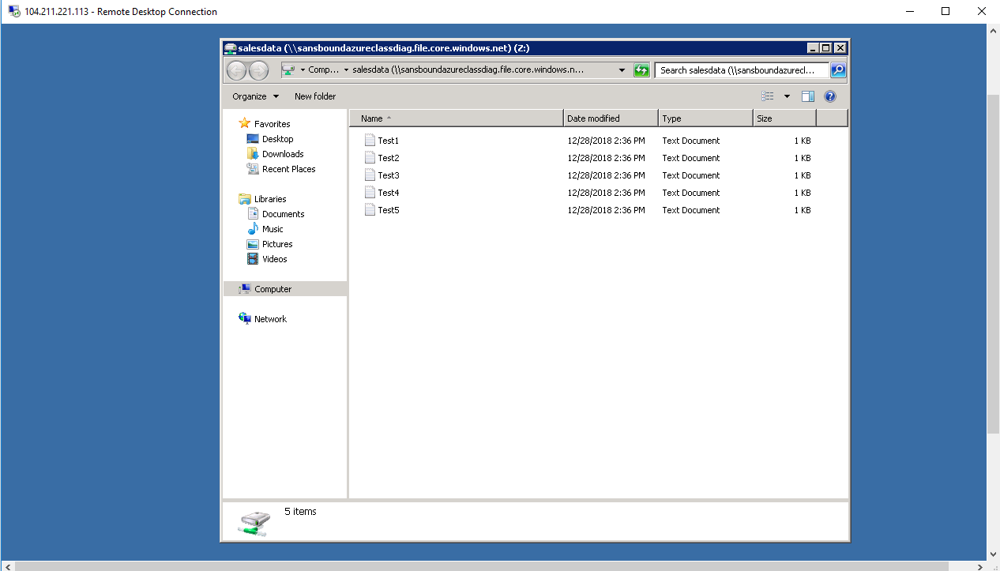 104.211.221.113 - Remote Desktop Connection
salesdata (\\sansboundazureclassdiag.file.core.windows.net) (Z:)
Comp... salesdata (\\sansboundazureclassdiag.file.core.windows.n... Search salesdata (\\sansboundazurecl...
Organize New folder
Name Date modified Type Size
Favorites
Desktop
Downloads
Recent Places
Libraries
Documents
Music
Pictures
Videos
Computer
Network
Test1 12/28/2018 2:36 PM Text Document 1 KB
Test2 12/28/2018 2:36 PM Text Document 1 KB
Test3 12/28/2018 2:36 PM Text Document 1 KB
Test4 12/28/2018 2:36 PM Text Document 1 KB
Test5 12/28/2018 2:36 PM Text Document 1 KB
5 items